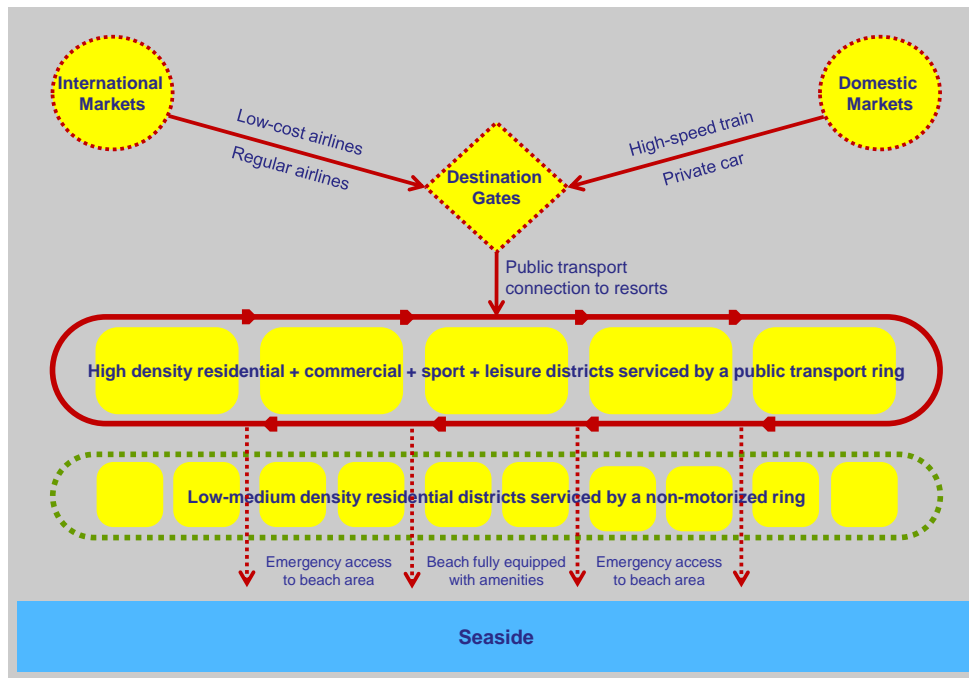 International
Markets
Domestic
Markets
Low-cost airlines
Regular airlines
High-speed train
Private car
Destination
Gates
Public transport
connection to resorts
High density residential + commercial + sport + leisure districts serviced by a public transport ring
Low-medium density residential districts serviced by a non-motorized ring
Emergency access
to beach area
Beach fully equipped
with amenities
Emergency access
to beach area
Seaside